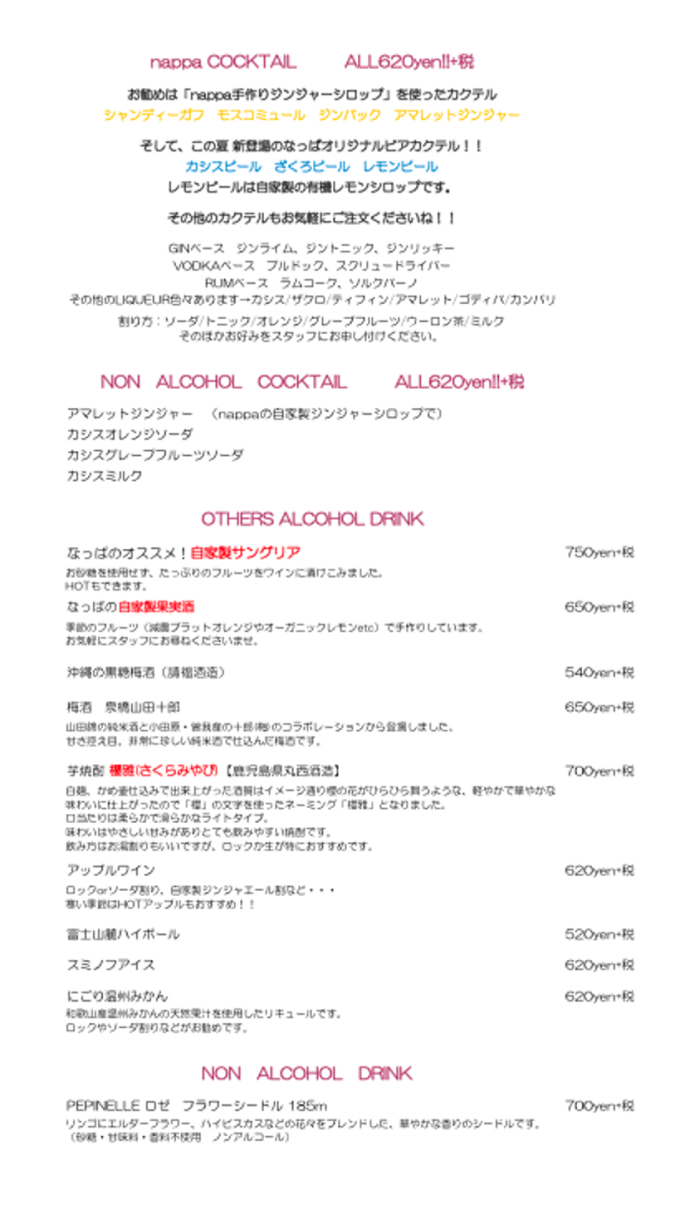 nappa COCKTAIL ALL620yen!!+税
お勧めは「nappa手作りジンジャーシロップ」を使ったカクテル
シャンディーガフ モスコミュール ジンバック アマレットジンジャー
そして、この夏 新登場のなっぱオリジナルビアカクテル！！
カシスビール ざくろビール レモンビール
レモンビールは自家製の有機レモンシロップです。
その他のカクテルもお気軽にご注文くださいね！！
GINベース ジンライム、ジントニック、ジンリッキー
VODKAベース ブルドック、スクリュードライバー
RUMベース ラムコーク、ソルクバーノ
その他のLIQUEUR色々あります→カシス/ザクロ/ティフィン/アマレット/ゴディバ/カンパリ
割り方：ソーダ/トニック/オレンジ/グレープフルーツ/ウーロン茶/ミルク
そのほかお好みをスタッフにお申し付けください。
NON ALCOHOL COCKTAIL ALL620yen!!+税
アマレットジンジャー （nappaの自家製ジンジャーシロップで）
カシスオレンジソーダ
カシスグレープフルーツソーダ
カシスミルク
OTHERS ALCOHOL DRINK
なっぱのオススメ！自家製サングリア 750yen+税
お砂糖を使用せず、たっぷりのフルーツをワインに漬けこみました。
HOTもできます。
なっぱの自家製果実酒 650yen+税
季節のフルーツ（減農ブラットオレンジやオーガニックレモンetc）で手作りしています。
お気軽にスタッフにお尋ねくださいませ。
沖縄の黒糖梅酒（請福酒造） 540yen+税
梅酒 泉橋山田十郎 650yen+税
山田錦の純米酒と小田原・曽我産の十郎(梅)のコラボレーションから登場しました。
甘さ控え目。非常に珍しい純米酒で仕込んだ梅酒です。
芋焼酎 櫻雅(さくらみやび)【鹿児島県丸西酒造】 700yen+税
白麹、かめ壷仕込みで出来上がった酒質はイメージ通り櫻の花がひらひら舞うような、軽やかで華やかな
味わいに仕上がったので「櫻」の文字を使ったネーミング「櫻雅」となりました。
口当たりは柔らかで滑らかなライトタイプ。
味わいはやさしい甘みがありとても飲みやすい焼酎です。
飲み方はお湯割りもいいですが、ロックか生が特におすすめです。
アップルワイン 620yen+税
ロックorソーダ割り、自家製ジンジャエール割など・・・
寒い季節はHOTアップルもおすすめ！！
富士山麓ハイボール 520yen+税
スミノフアイス 620yen+税
にごり温州みかん 620yen+税
和歌山産温州みかんの天然果汁を使用したリキュールです。
ロックやソーダ割りなどがお勧めです。
NON ALCOHOL DRINK
PEPINELLE ロゼ フラワーシードル 185m 700yen+税
リンゴにエルダーフラワー、ハイビスカスなどの花々をブレンドした、華やかな香りのシードルです。
（砂糖・甘味料・香料不使用 ノンアルコール）